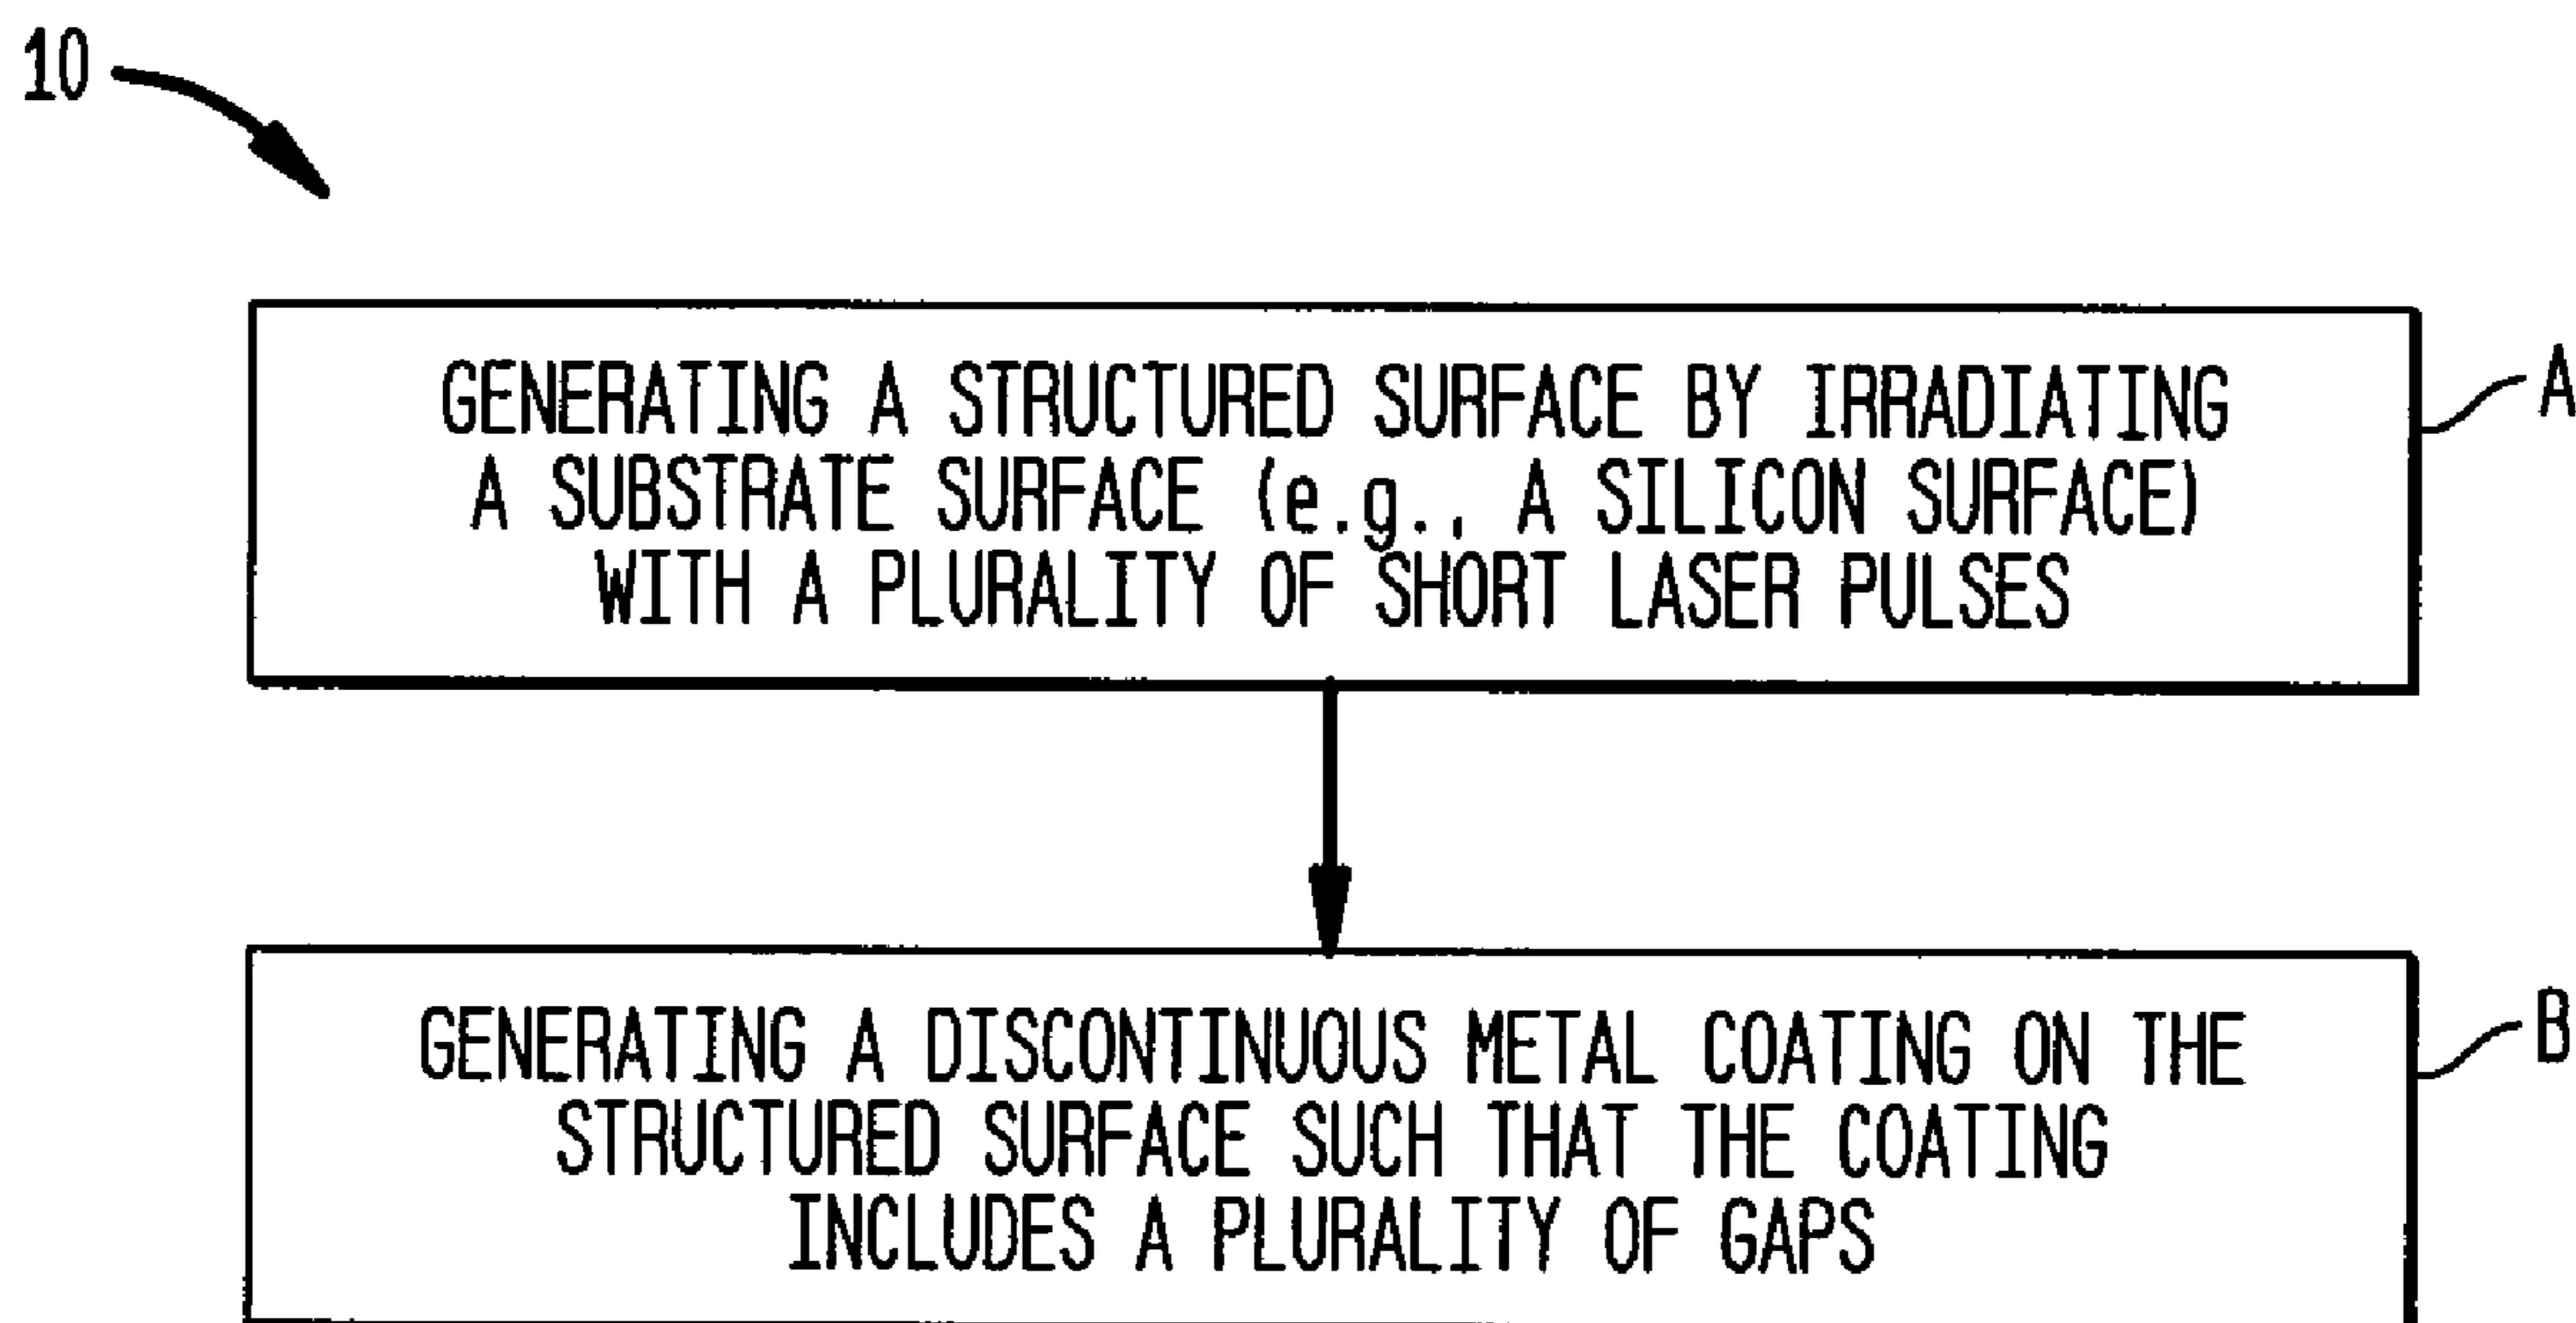 10
GENERATING A STRUCTURED SURFACE BY IRRADIATING
A SUBSTRATE SURFACE (e.g., A SILICON SURFACE)
WITH A PLURALITY OF SHORT LASER PULSES
A
GENERATING A DISCONTINUOUS METAL COATING ON THE
STRUCTURED SURFACE SUCH THAT THE COATING
INCLUDES A PLURALITY OF GAPS
B